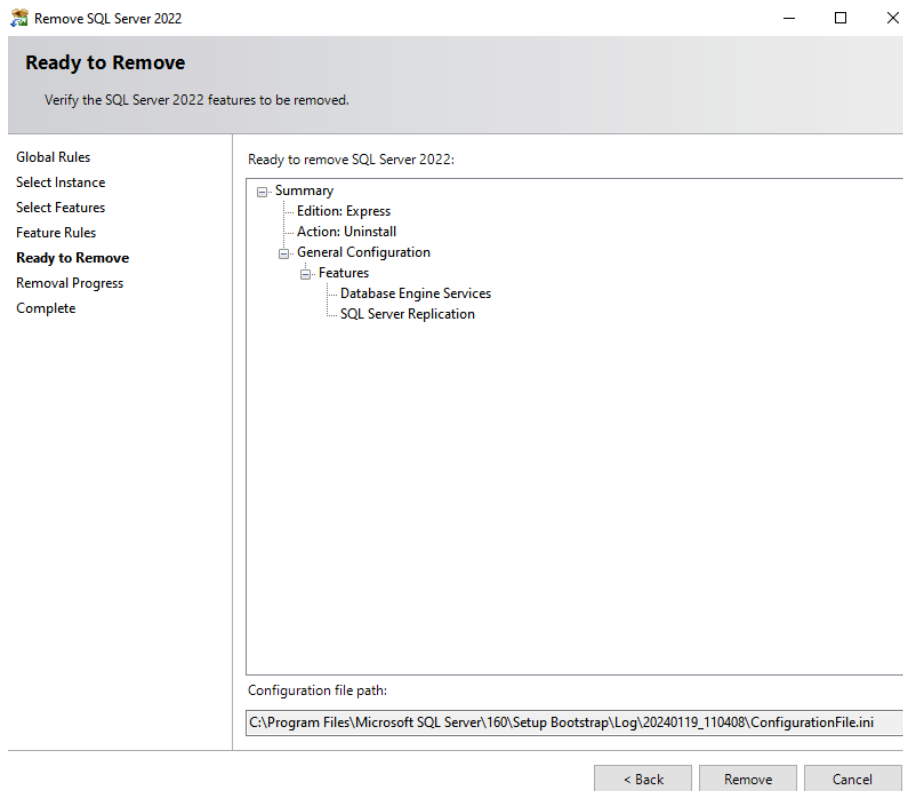 Remove SQL Server 2022
Ready to Remove
Verify the SQL Server 2022 features to be removed.
Global Rules
Select Instance
Select Features
Feature Rules
Ready to Remove
Removal Progress
Complete
Ready to remove SQL Server 2022:
Summary
Edition: Express
Action: Uninstall
General Configuration
Features
Database Engine Services
SQL Server Replication
Configuration file path:
C:\Program Files\Microsoft SQL Server\160\Setup Bootstrap\Log\20240119_110408\ConfigurationFile.ini
< Back Remove Cancel